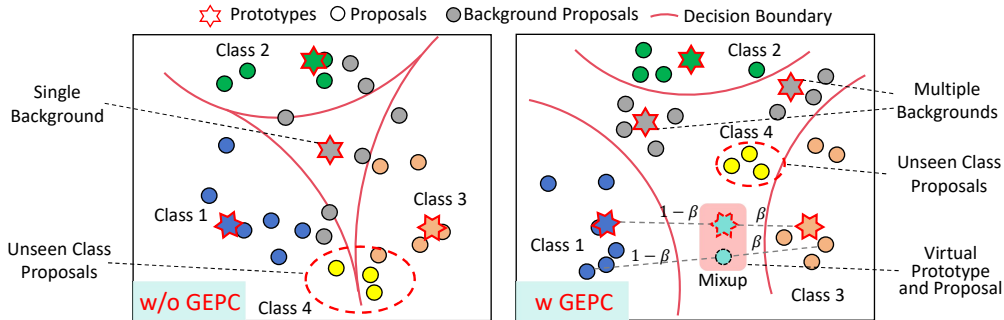 Prototypes
Proposals
Background Proposals
Decision Boundary
Class 2
Single
Background
Class 1
Class 3
Unseen Class
Proposals
Class 4
w/o GEPC
Class 2
Multiple
Backgrounds
Class 4
Unseen Class
Proposals
1 − β
β
Class 1
1 − β
β
Virtual
Prototype
and Proposal
Mixup
Class 3
w GEPC